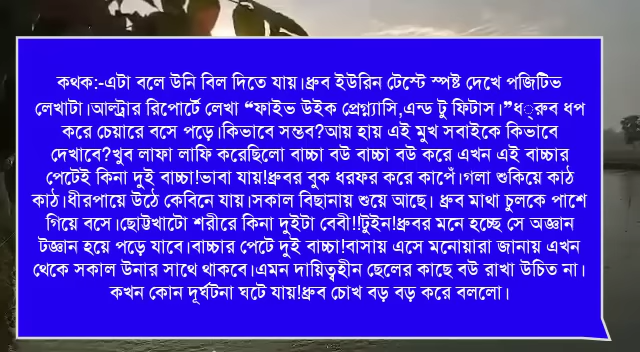 কথক:-এটা বলে উনি বিল দিতে যায়।ধ্রুব ইউরিন টেস্টে স্পষ্ট দেখে পজিটিভ
লেখাটা।আল্ট্রার রিপোর্টে লেখা “ফাইভ উইক প্রেগ্ন্যাসি,এন্ড টু ফিটাস।”ধ্রুব ধপ
করে চেয়ারে বসে পড়ে।কিভাবে সম্ভব?আয় হায় এই মুখ সবাইকে কিভাবে
দেখাবে?খুব লাফা লাফি করেছিলো বাচ্চা বউ বাচ্চা বউ করে এখন এই বাচ্চার
পেটেই কিনা দুই বাচ্চা!ভাবা যায়!ধ্রুবর বুক ধরফর করে কাপেঁ।গলা শুকিয়ে কাঠ
কাঠ।ধীরপায়ে উঠে কেবিনে যায়।সকাল বিছানায় শুয়ে আছে। ধ্রুব মাথা চুলকে পাশে
গিয়ে বসে।ছোট্টখাটো শরীরে কিনা দুইটা বেবী!!টুইন!ধ্রুবর মনে হচ্ছে সে অজ্ঞান
টজ্ঞান হয়ে পড়ে যাবে।বাচ্চার পেটে দুই বাচ্চা!বাসায় এসে মনোয়ারা জানায় এখন
থেকে সকাল উনার সাথে থাকবে।এমন দায়িত্বহীন ছেলের কাছে বউ রাখা উচিত না।
কখন কোন দূর্ঘটনা ঘটে যায়!ধ্রুব চোখ বড় বড় করে বললো।